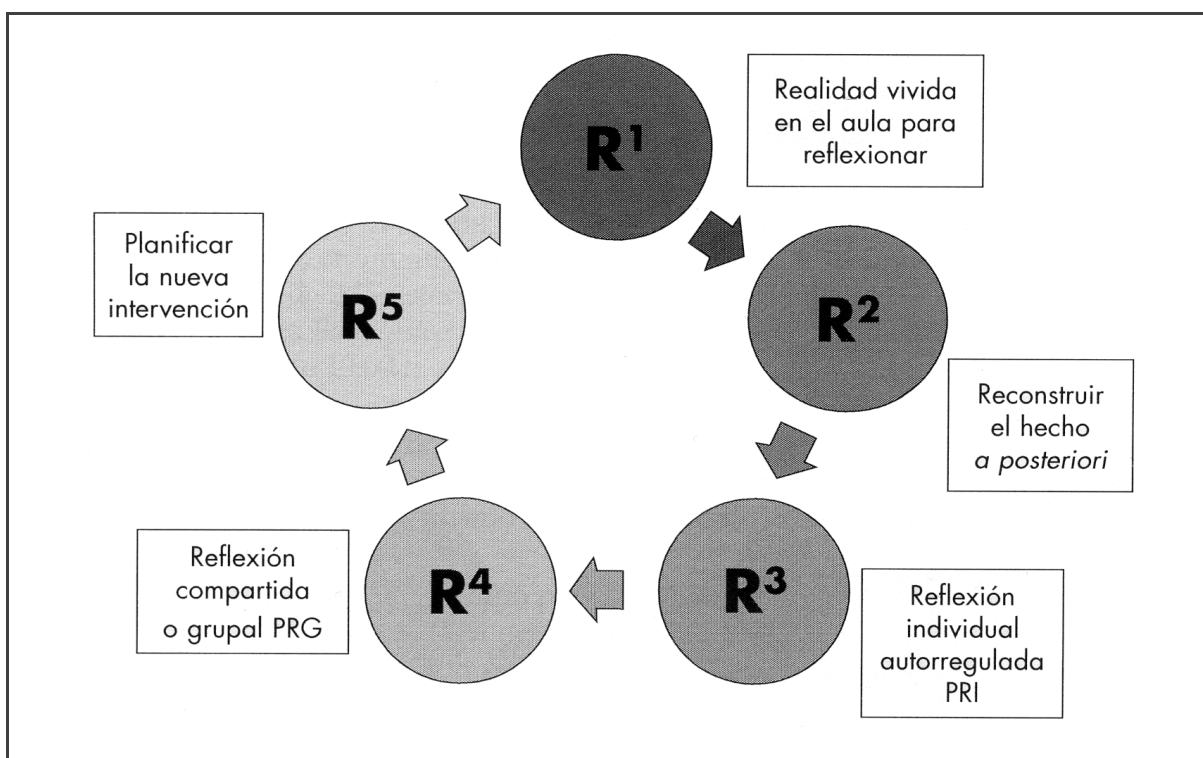 R¹
Realidad vivida
en el aula para
reflexionar
R²
Reconstruir
el hecho
a posteriori
R³
Reflexión
individual
autorregulada
PRI
R⁴
Reflexión
compartida
o grupal PRG
R⁵
Planificar
la nueva
intervención